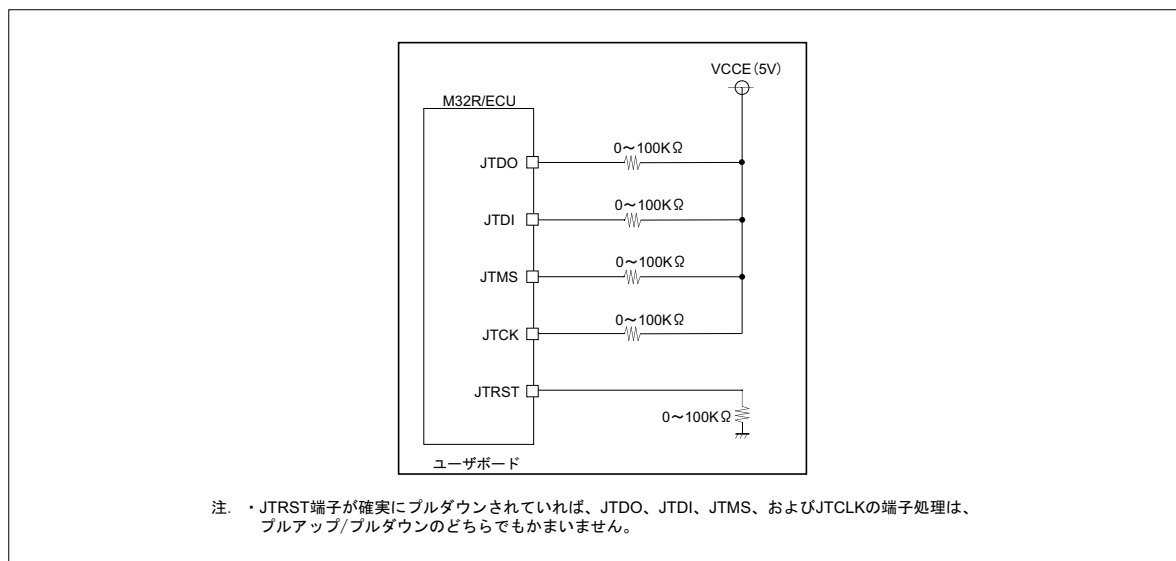 VCCE(5V)
M32R/ECU
0～100KΩ
JTDO
0～100KΩ
JTDI
0～100KΩ
JTMS
0～100KΩ
JTCK
JTRST
0～100KΩ
ユーザボード
注. ・JTRST端子が確実にプルダウンされていれば、JTDO、JTDI、JTMS、およびJTCLKの端子処理は、
プルアップ/プルダウンのどちらでもかまいません。